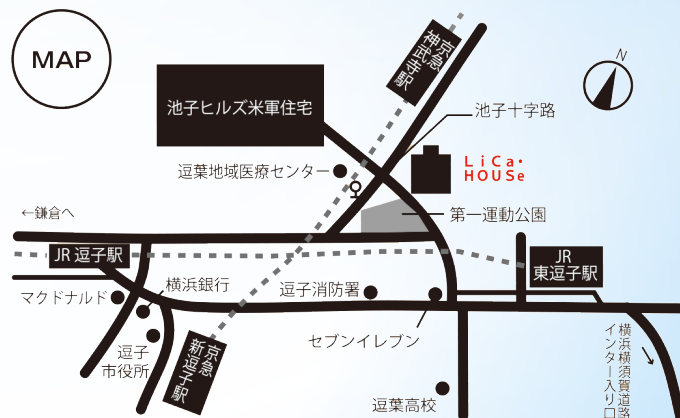 MAP
京急
神武寺駅
N
池子ヒルズ米軍住宅
池子十字路
逗葉地域医療センター
LiCa・
HOUSe
←鎌倉へ
第一運動公園
JR 逗子駅
JR
東逗子駅
マクドナルド
横浜銀行
逗子消防署
セブンイレブン
逗子
市役所
京急
新逗子駅
横浜横須賀道路
インター入り口
逗葉高校